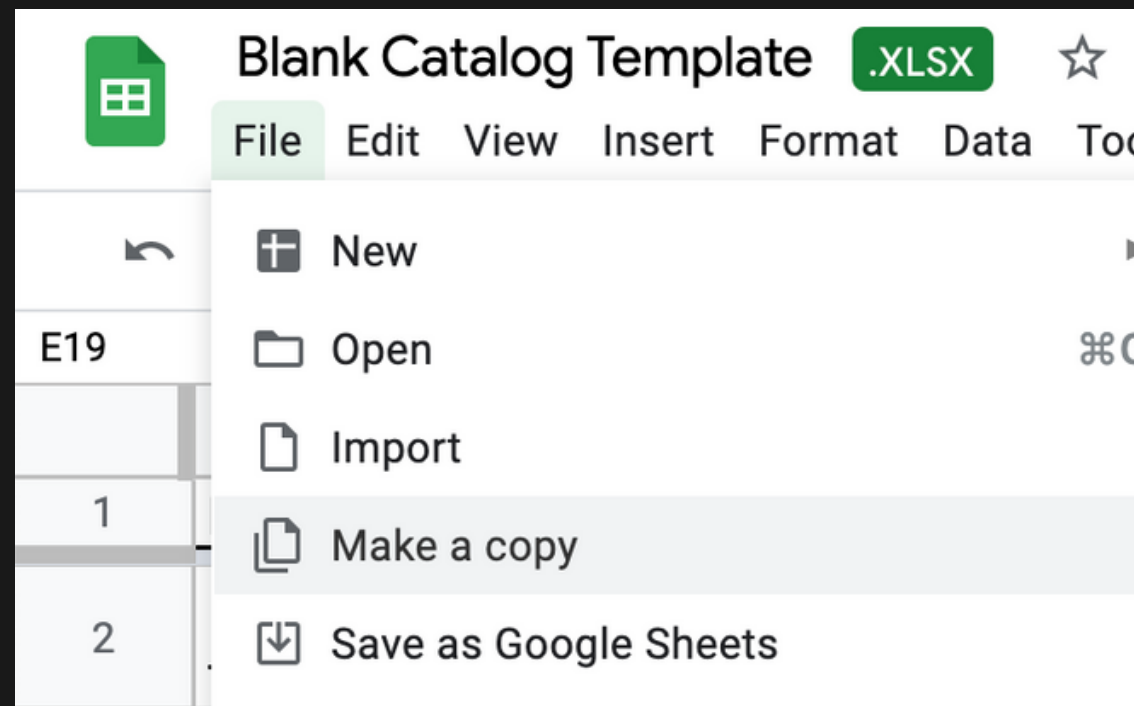 Blank Catalog Template .XLSX
File Edit View Insert Format Data
New
Open
E19
Import
1
Make a copy
2
Save as Google Sheets